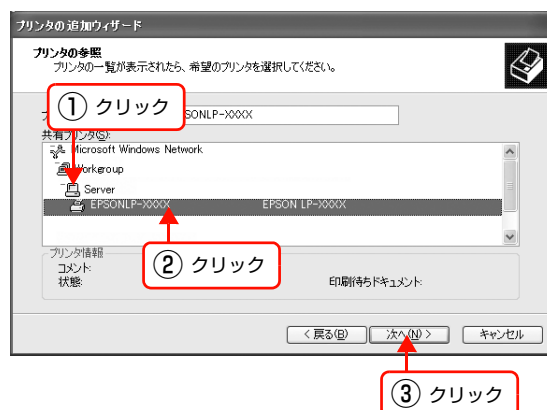 プリンタの追加ウィザード
プリンタの参照
プリンタの一覧が表示されたら、希望のプリンタを選択してください。
① クリック
SONLP-XXXX
共有プリンタ(S):
Microsoft Windows Network
Workgroup
Server
EPSONLP-XXXX EPSON LP-XXXX
② クリック
プリンタ情報
コメント:
状態: 印刷待ちドキュメント:
< 戻る(B) 次へ(N) > キャンセル
③ クリック